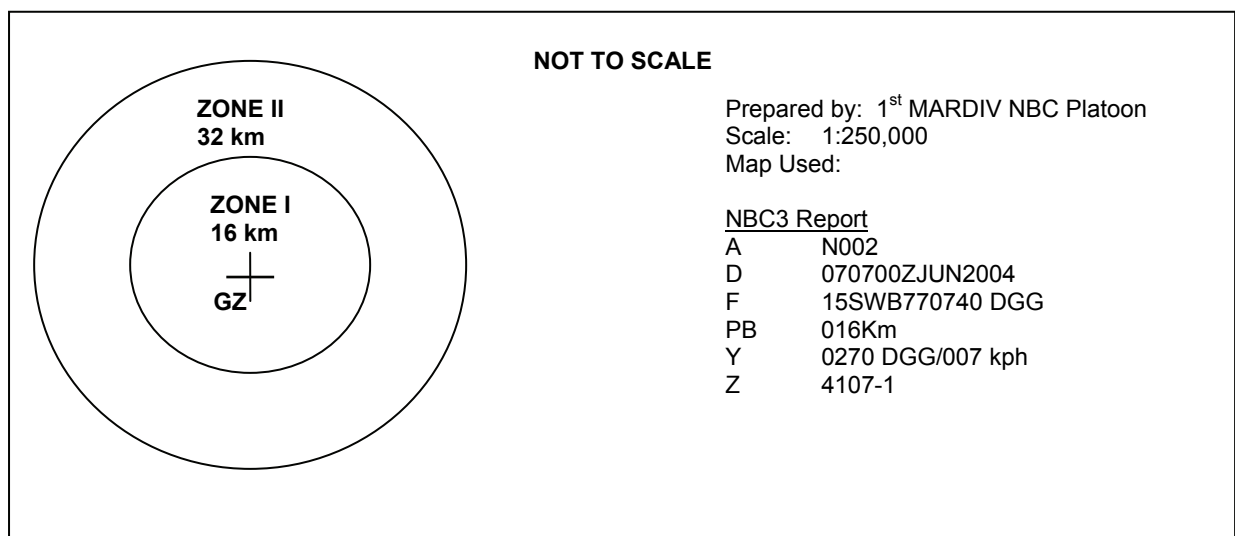 NOT TO SCALE
ZONE II
32 km
ZONE I
16 km
GZ
Prepared by: 1st MARDIV NBC Platoon
Scale: 1:250,000
Map Used:
NBC3 Report
A N002
D 070700ZJUN2004
F 15SWB770740 DGG
PB 016Km
Y 0270 DGG/007 kph
Z 4107-1